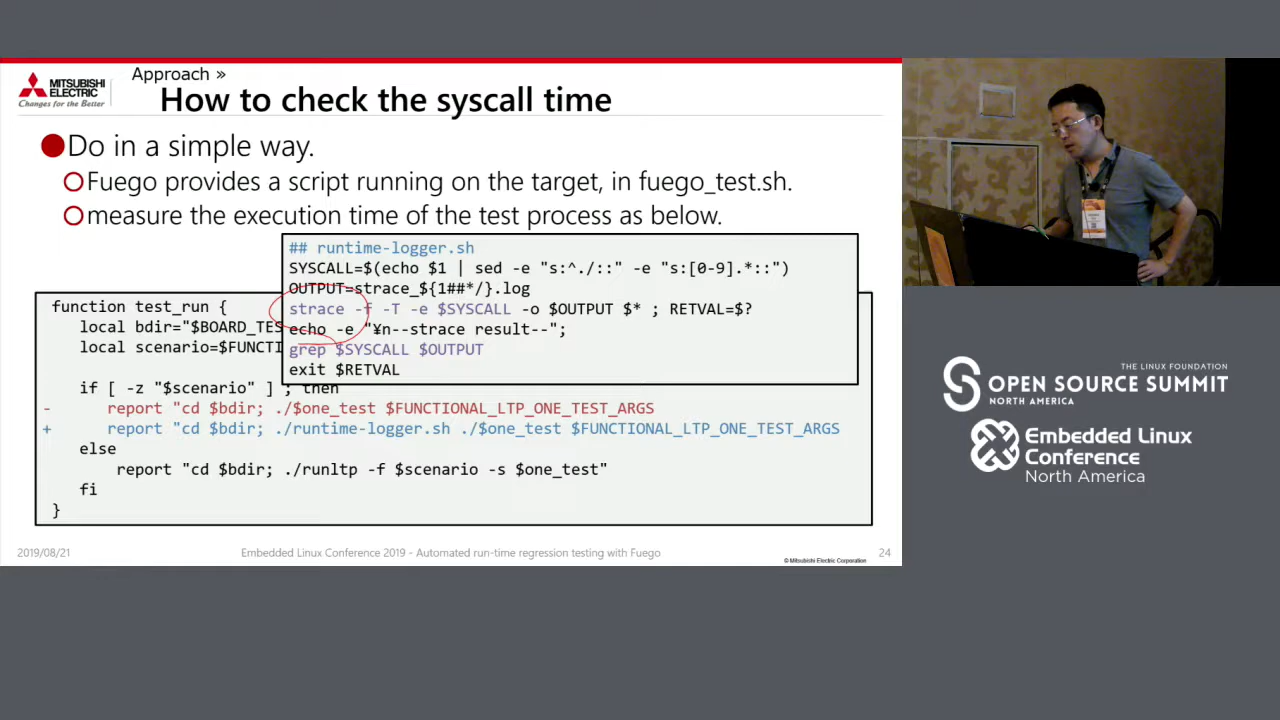 MITSUBISHI
ELECTRIC
Changes for the Better
Approach »
How to check the syscall time
Do in a simple way.
Fuego provides a script running on the target, in fuego_test.sh.
measure the execution time of the test process as below.
## runtime-logger.sh
SYSCALL=$(echo $1 | sed -e "s:^./::" -e "s:[0-9].*::")
OUTPUT=strace_${1##*/}.log
strace -f -T -e $SYSCALL -o $OUTPUT $* ; RETVAL=$?
echo -e "¥n--strace result--";
grep $SYSCALL $OUTPUT
exit $RETVAL
function test_run {
local bdir="$BOARD_TES
local scenario=$FUNCTI
if [ -z "$scenario" ] ; then
- report "cd $bdir; ./$one_test $FUNCTIONAL_LTP_ONE_TEST_ARGS
+ report "cd $bdir; ./runtime-logger.sh ./$one_test $FUNCTIONAL_LTP_ONE_TEST_ARGS
else
report "cd $bdir; ./runltp -f $scenario -s $one_test"
fi
}
2019/08/21
Embedded Linux Conference 2019 - Automated run-time regression testing with Fuego
24
© Mitsubishi Electric Corporation
THE LINUX FOUNDATION
OPEN SOURCE SUMMIT
NORTH AMERICA
Embedded Linux
Conference
North America